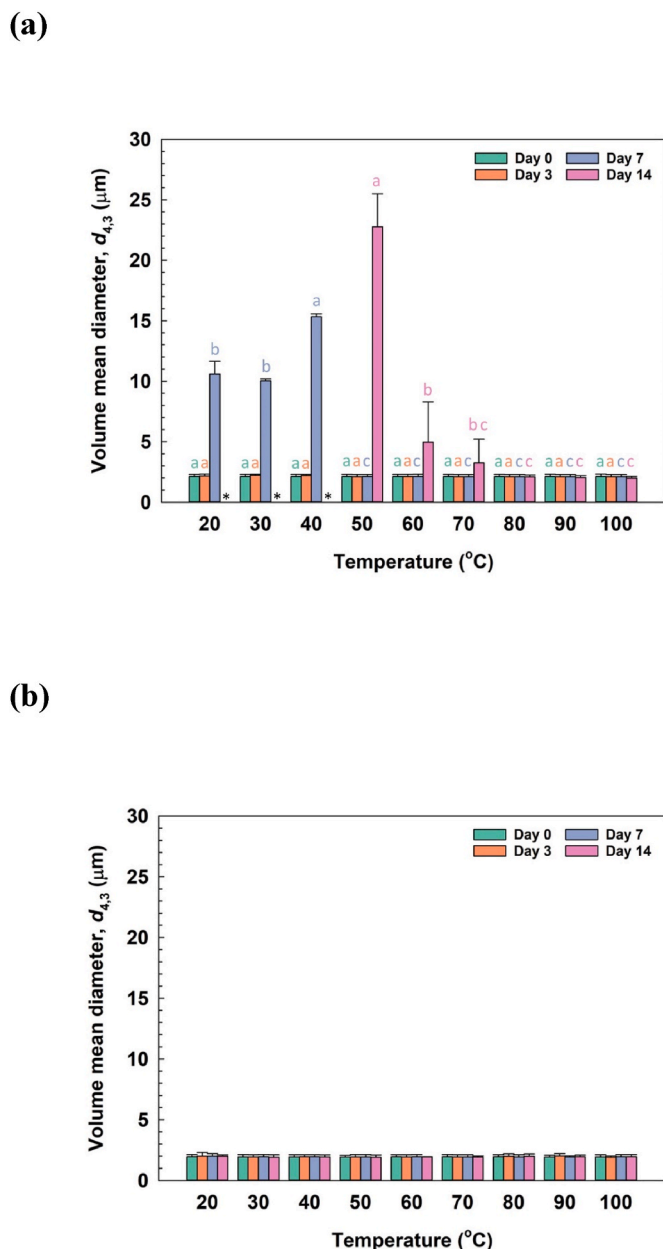 (a)
30
25
20
15
10
5
0
Volume mean diameter, d4,3 (μm)
Day 0 Day 7
Day 3 Day 14
a
a
b b
b
b c
a a a a a a a a c a a c a a c a a c c a a c c a a c c
* * *
20 30 40 50 60 70 80 90 100
Temperature (oC)
(b)
30
25
20
15
10
5
0
Volume mean diameter, d4,3 (μm)
Day 0 Day 7
Day 3 Day 14
20 30 40 50 60 70 80 90 100
Temperature (oC)